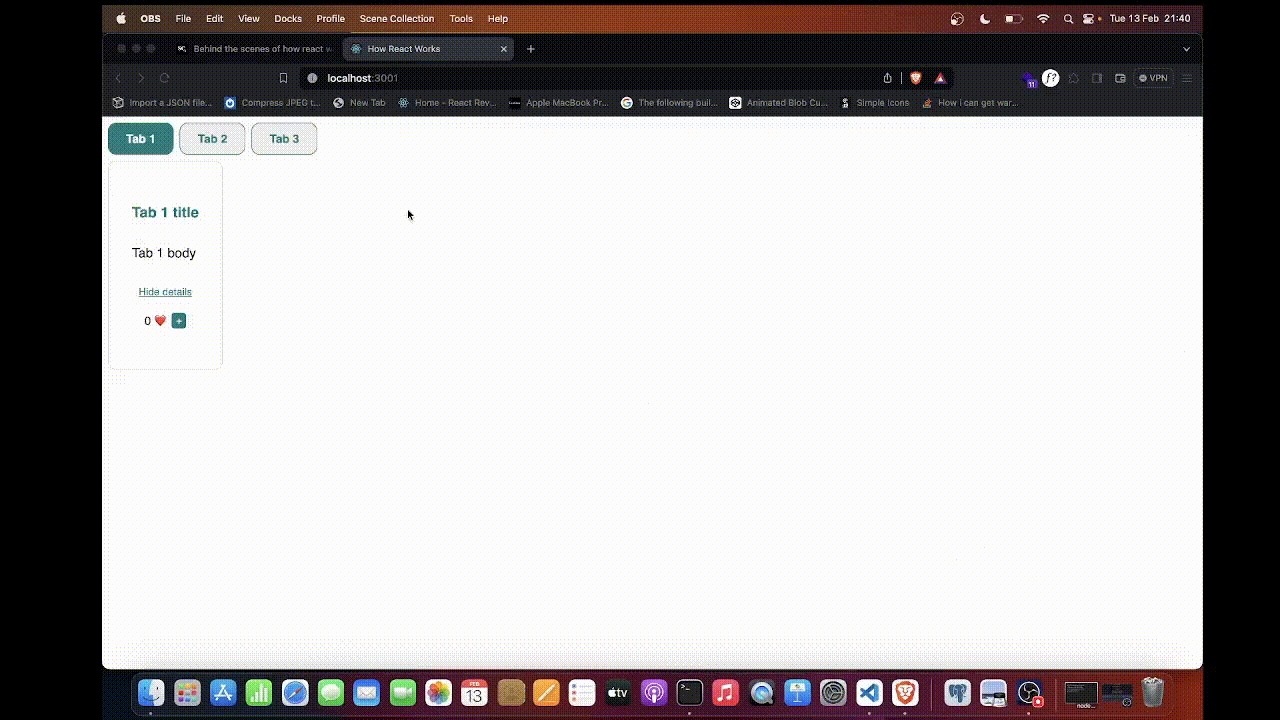 OBS File Edit View Docks Profile Scene Collection Tools Help Tue 13 Feb 21:40
Behind the scenes of how react w How React Works
localhost:3001 VPN
Import a JSON file... Compress JPEG t... New Tab Home - React Rev... Apple MacBook Pr... The following buil... Animated Blob Cu... Simple Icons How i can get war...
Tab 1 Tab 2 Tab 3
Tab 1 title
Tab 1 body
Hide details
0 ❤️ +
FEB
13
tv
node...